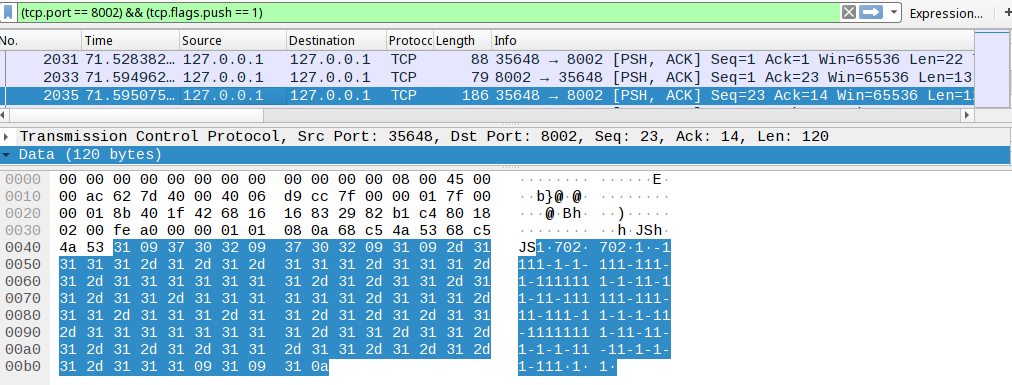 (tcp.port == 8002) && (tcp.flags.push == 1) Expression… +
No. Time Source Destination Protocc Length Info
2031 71.528382… 127.0.0.1 127.0.0.1 TCP 88 35648 → 8002 [PSH, ACK] Seq=1 Ack=1 Win=65536 Len=22
2033 71.594962… 127.0.0.1 127.0.0.1 TCP 79 8002 → 35648 [PSH, ACK] Seq=1 Ack=23 Win=65536 Len=13
2035 71.595075… 127.0.0.1 127.0.0.1 TCP 186 35648 → 8002 [PSH, ACK] Seq=23 Ack=14 Win=65536 Len=1
Transmission Control Protocol, Src Port: 35648, Dst Port: 8002, Seq: 23, Ack: 14, Len: 120
Data (120 bytes)
0000 00 00 00 00 00 00 00 00 00 00 00 00 08 00 45 00 ·············· E·
0010 00 ac 62 7d 40 00 40 06 d9 cc 7f 00 00 01 7f 00 ··b}@·@· ········
0020 00 01 8b 40 1f 42 68 16 16 83 29 82 b1 c4 80 18 ···@·Bh· ··)·····
0030 02 00 fe a0 00 00 01 01 08 0a 68 c5 4a 53 68 c5 ········ ··h·JSh·
0040 4a 53 31 09 37 30 32 09 37 30 32 09 31 09 2d 31 JS1·702· 702·1·-1
0050 31 31 31 2d 31 2d 31 2d 31 31 31 2d 31 31 31 2d 111-1-1- 111-111-
0060 31 2d 31 31 31 31 31 31 31 2d 31 2d 31 31 2d 31 1-111111 1-1-11-1
0070 31 2d 31 31 2d 31 31 31 2d 31 31 31 31 31 31 2d 1-11-111 -111111-
0080 31 31 2d 31 31 31 2d 31 31 2d 31 2d 31 2d 31 31 11-111-1 1-1-1-11
0090 2d 31 31 31 31 31 31 31 31 2d 31 31 2d 31 31 2d -1111111 1-11-11-
00a0 31 2d 31 2d 31 2d 31 31 2d 31 31 2d 31 2d 31 2d 1-1-1-11 -11-1-1-
00b0 31 2d 31 31 31 09 31 09 31 0a 1-111·1· 1·